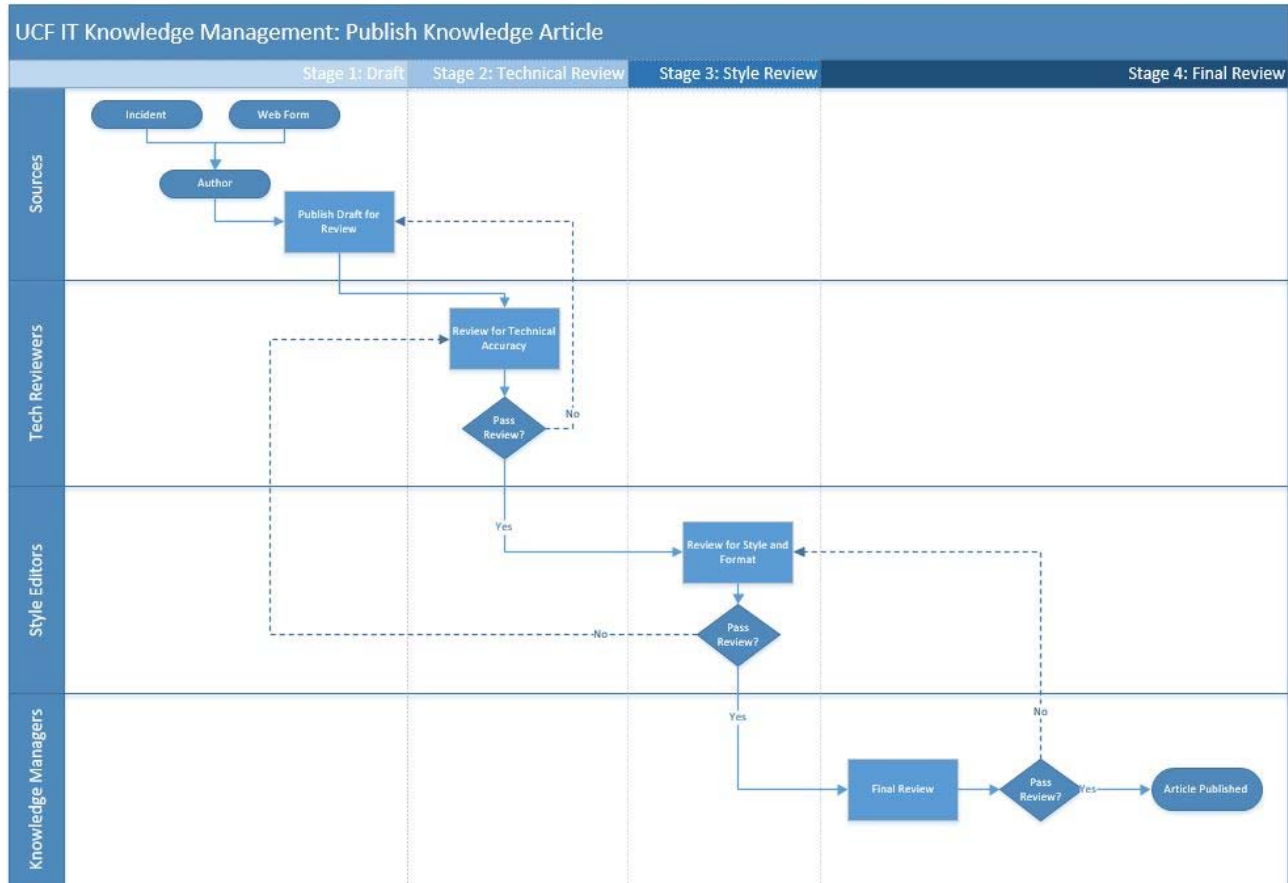 UCF IT Knowledge Management: Publish Knowledge Article
Stage 1: Draft
Stage 2: Technical Review
Stage 3: Style Review
Stage 4: Final Review
Sources
Incident
Web Form
Author
Publish Draft for
Review
Tech Reviewers
Review for Technical
Accuracy
Pass
Review?
No
Style Editors
Yes
Review for Style and
Format
Pass
Review?
No
Knowledge Managers
Yes
No
Final Review
Pass
Review?
Yes
Article Published